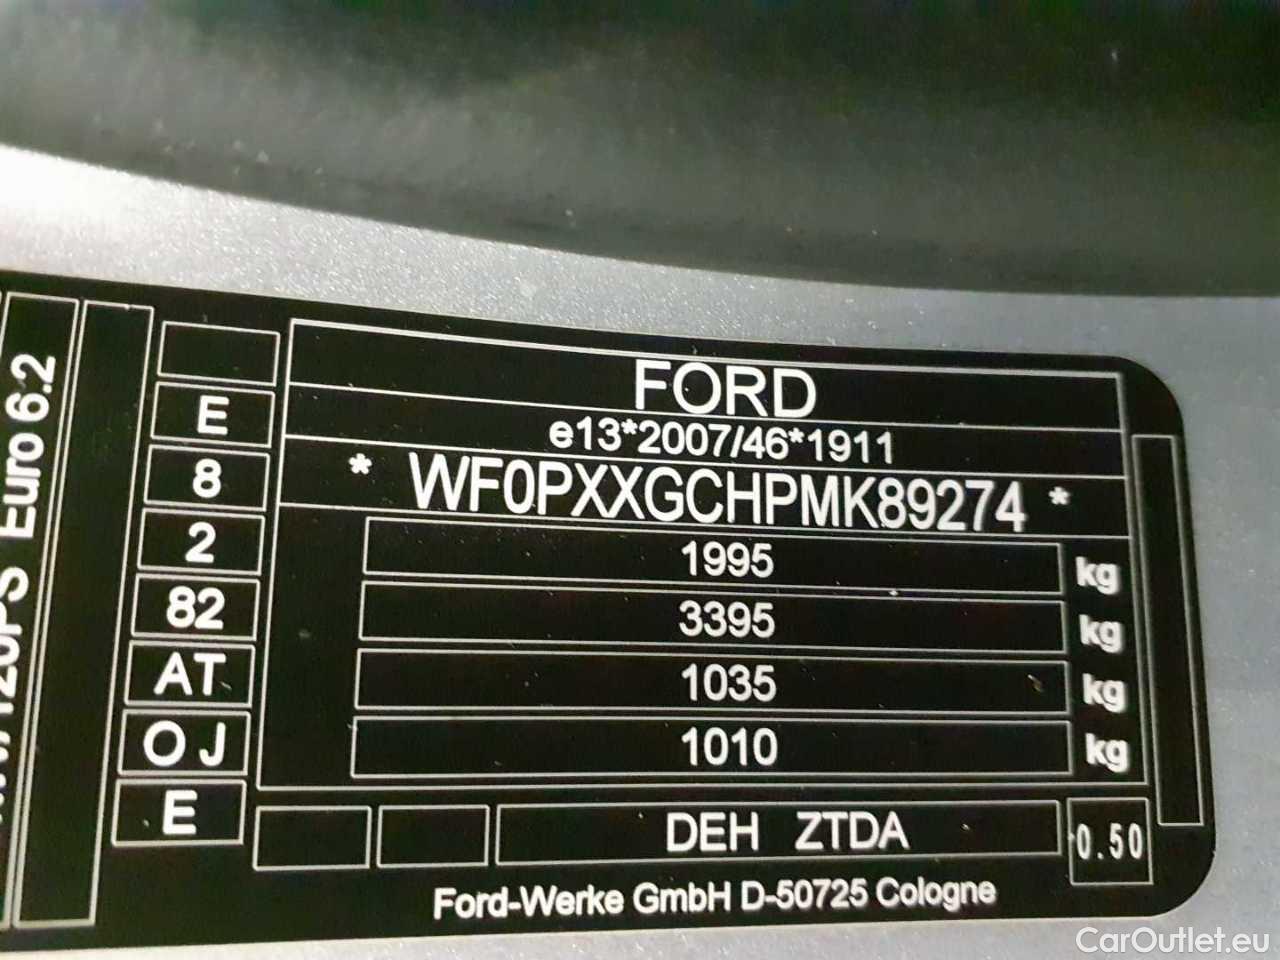 FORD
e13*2007/46*1911
* WF0PXXGCHPMK89274 *
1995 kg
3395 kg
1035 kg
1010 kg
E
8
2
82
AT
OJ
E
DEH ZTDA
0.50
Ford-Werke GmbH D-50725 Cologne
Euro 6.2
CarOutlet.eu